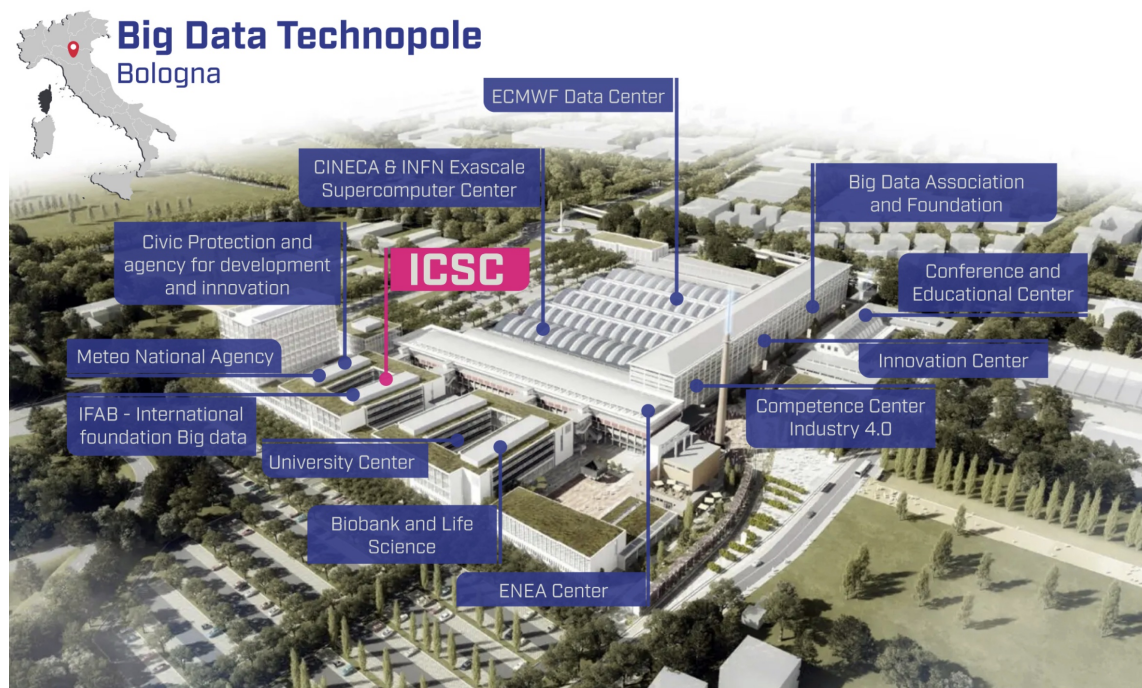 Big Data Technopole
Bologna
ECMWF Data Center
CINECA & INFN Exascale
Supercomputer Center
Big Data Association
and Foundation
Civic Protection and
agency for development
and innovation
ICSC
Conference and
Educational Center
Meteo National Agency
Innovation Center
IFAB - International
foundation Big data
Competence Center
Industry 4.0
University Center
Biobank and Life
Science
ENEA Center